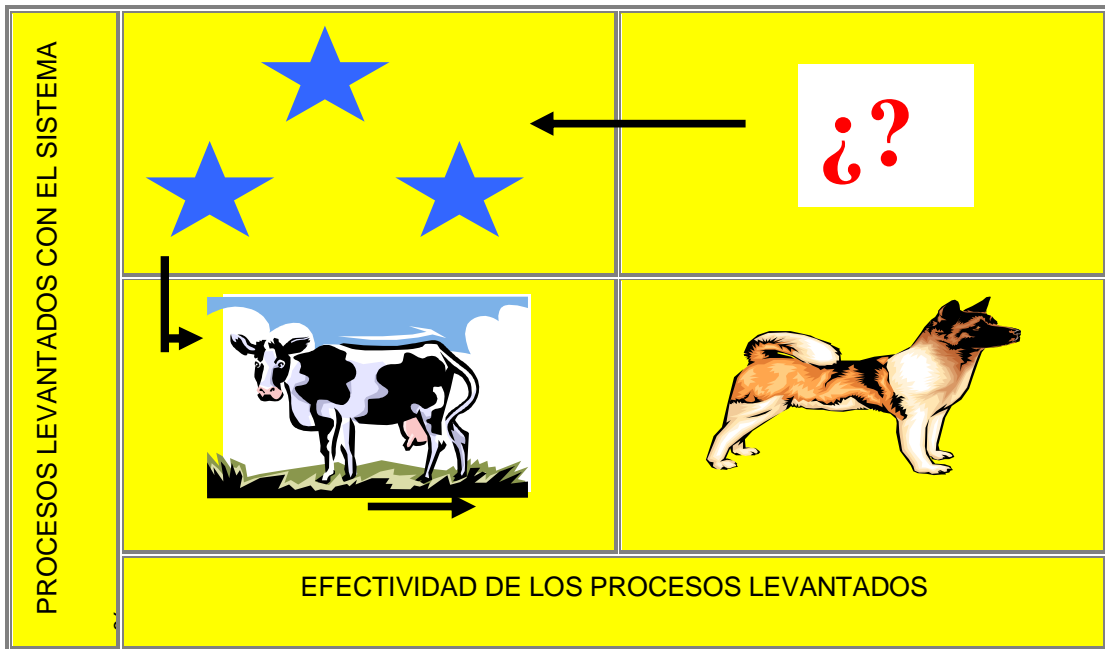 PROCESOS LEVANTADOS CON EL SISTEMA
¿?
EFECTIVIDAD DE LOS PROCESOS LEVANTADOS